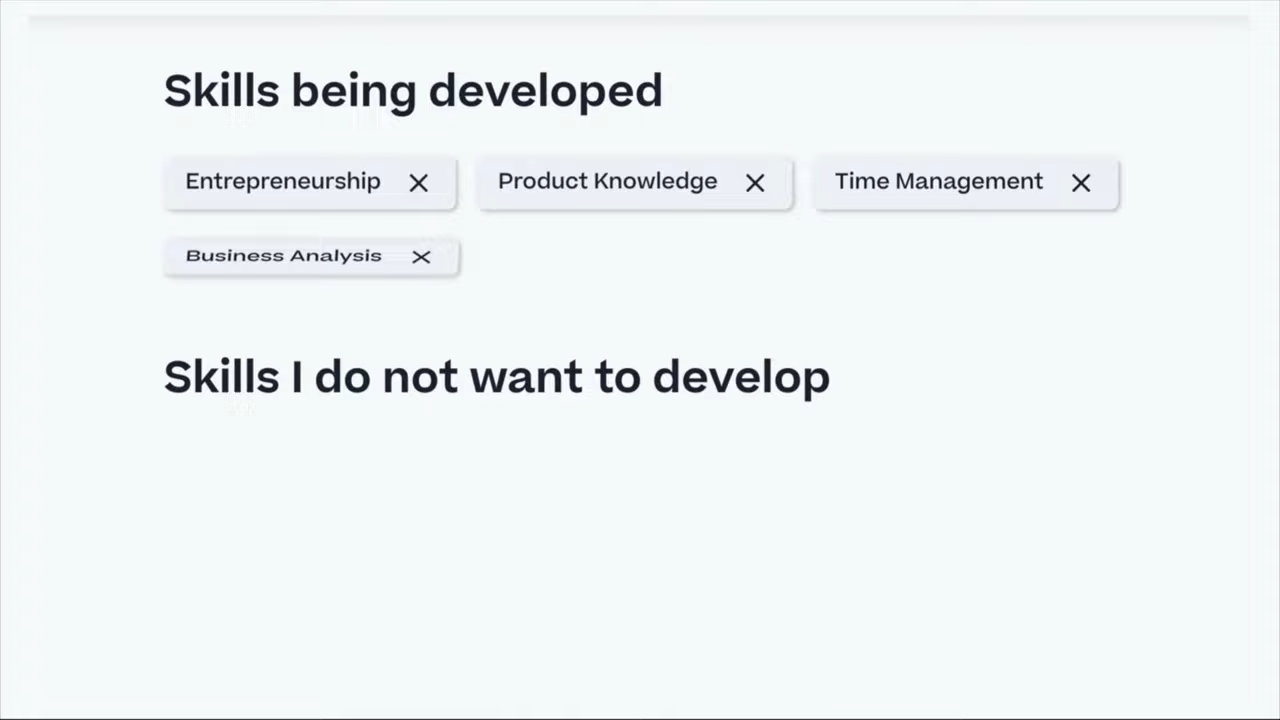 Skills being developed
Entrepreneurship
Product Knowledge
Time Management
Business Analysis
Skills I do not want to develop